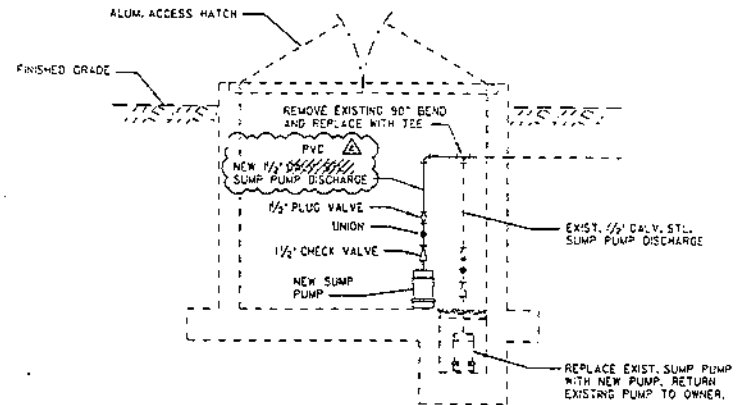 ALUM. ACCESS HATCH
FINISHED GRADE
REMOVE EXISTING 90° BEND
AND REPLACE WITH TEE
PVC
NEW 1½"
SUMP PUMP DISCHARGE
1½" PLUG VALVE
UNION
1½" CHECK VALVE
NEW SUMP
PUMP
EXIST. 1½" GALV. STL.
SUMP PUMP DISCHARGE
REPLACE EXIST. SUMP PUMP
WITH NEW PUMP. RETURN
EXISTING PUMP TO OWNER.